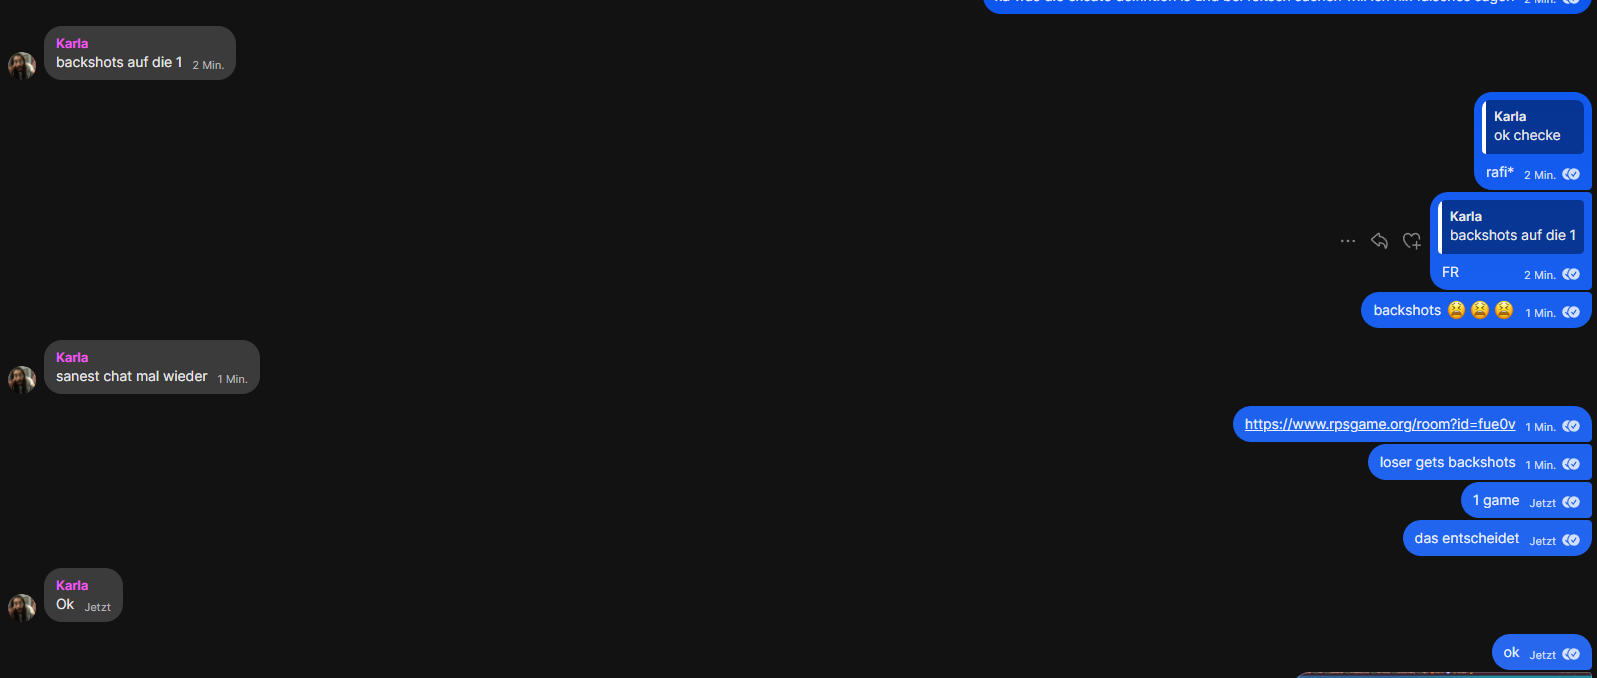 2 Min.
Karla
backshots auf die 1 2 Min.
Karla
ok checke
rafi* 2 Min.
Karla
backshots auf die 1
FR 2 Min.
backshots 😫 😫 😫 1 Min.
Karla
sanest chat mal wieder 1 Min.
https://www.rpsgame.org/room?id=fue0v 1 Min.
loser gets backshots 1 Min.
1 game Jetzt
das entscheidet Jetzt
Karla
Ok Jetzt
ok Jetzt